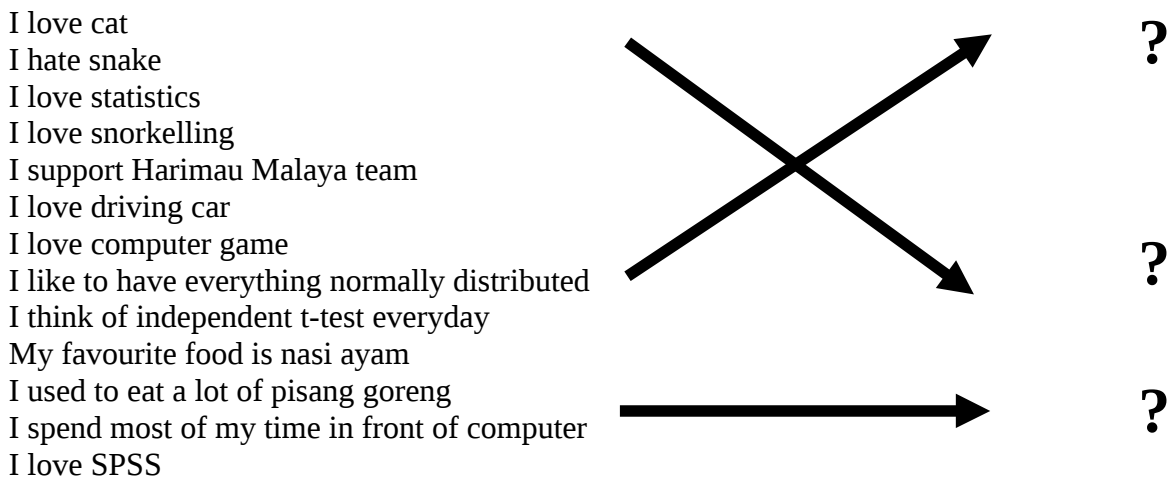 I love cat
I hate snake
I love statistics
I love snorkelling
I support Harimau Malaya team
I love driving car
I love computer game
I like to have everything normally distributed
I think of independent t-test everyday
My favourite food is nasi ayam
I used to eat a lot of pisang goreng
I spend most of my time in front of computer
I love SPSS
?
?
?